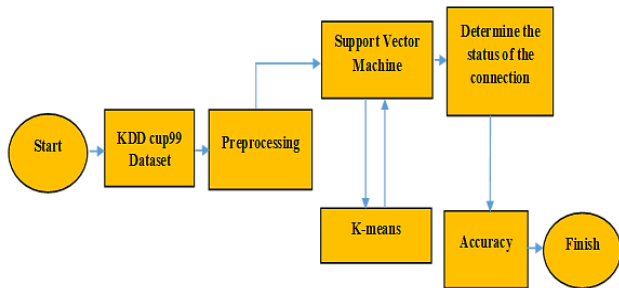 Start
KDD cup99
Dataset
Preprocessing
Support Vector
Machine
Determine the
status of the
connection
K-means
Accuracy
Finish